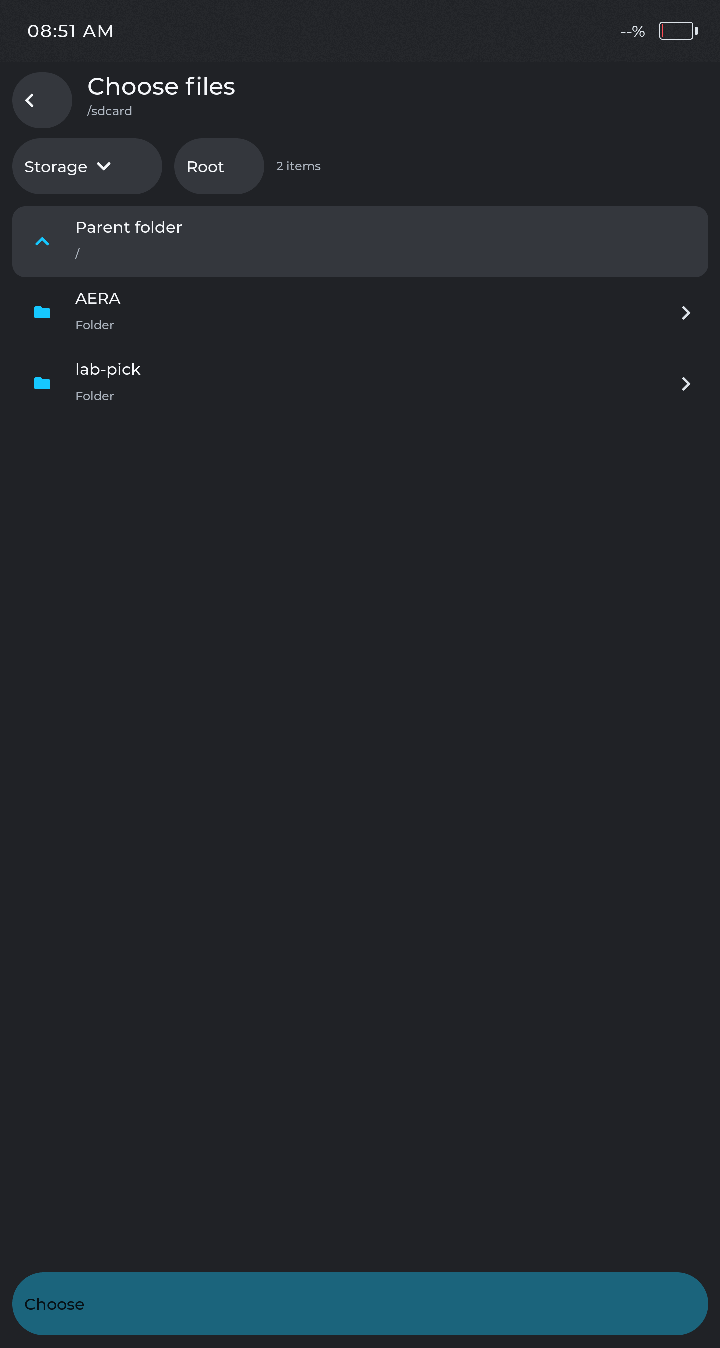 08:51 AM
--%
Choose files
/sdcard
Storage
Root
2 items
Parent folder
/
AERA
Folder
lab-pick
Folder
Choose